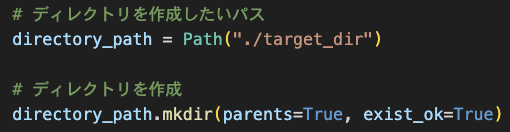 # ディレクトリを作成したいパス
directory_path = Path("./target_dir")
# ディレクトリを作成
directory_path.mkdir(parents=True, exist_ok=True)